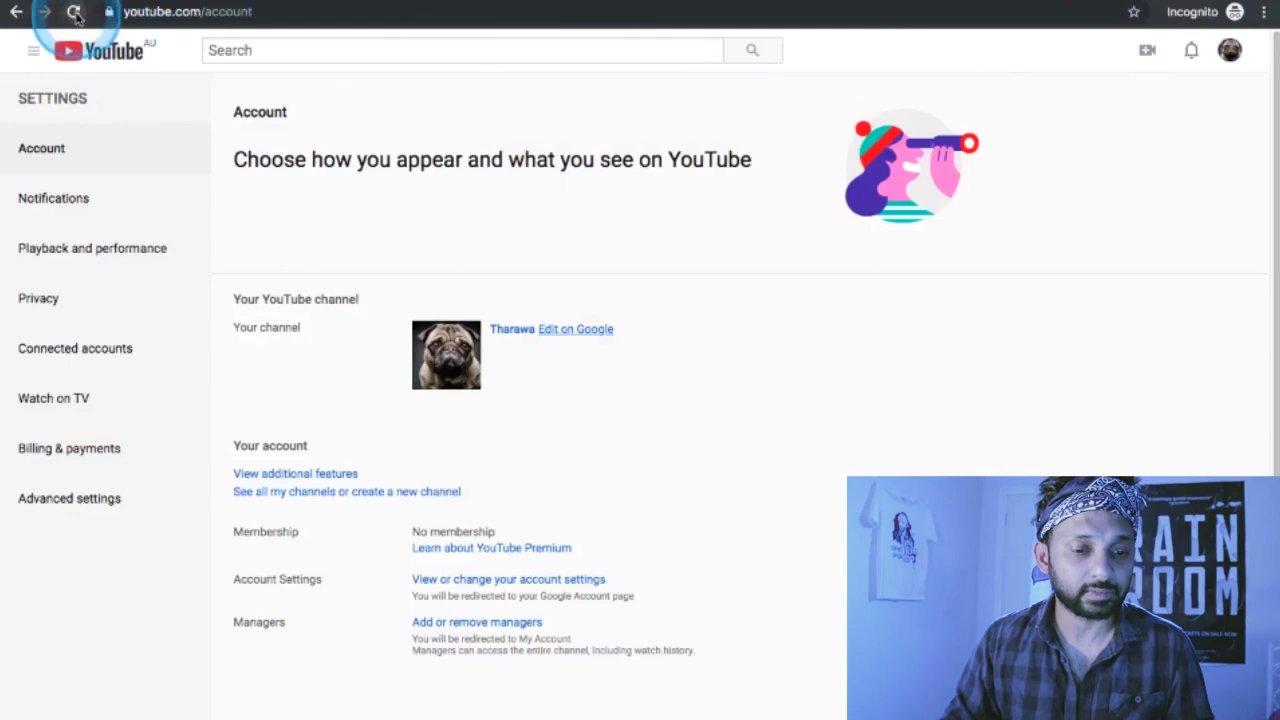 youtube.com/account
Incognito
YouTube AU
Search
SETTINGS
Account
Notifications
Playback and performance
Privacy
Connected accounts
Watch on TV
Billing & payments
Advanced settings
Account
Choose how you appear and what you see on YouTube
Your YouTube channel
Your channel
Tharawa Edit on Google
Your account
View additional features
See all my channels or create a new channel
Membership
No membership
Learn about YouTube Premium
Account Settings
View or change your account settings
You will be redirected to your Google Account page
Managers
Add or remove managers
You will be redirected to My Account
Managers can access the entire channel, including watch history.
RAIN
ROOM